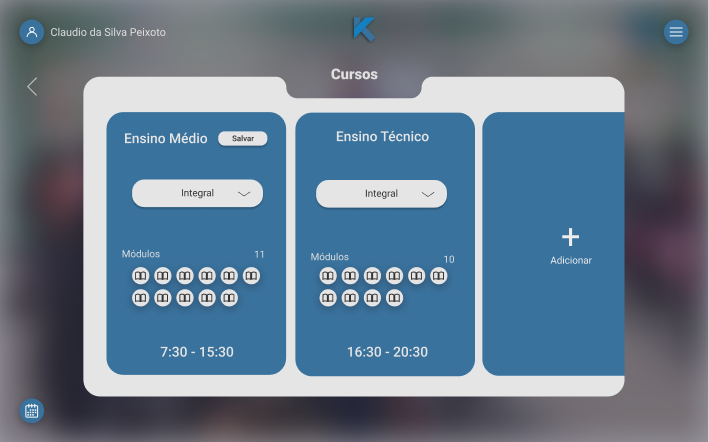 Claudio da Silva Peixoto
Cursos
Ensino Médio
Salvar
Integral
Módulos
11
7:30 - 15:30
Ensino Técnico
Integral
Módulos
10
16:30 - 20:30
Adicionar